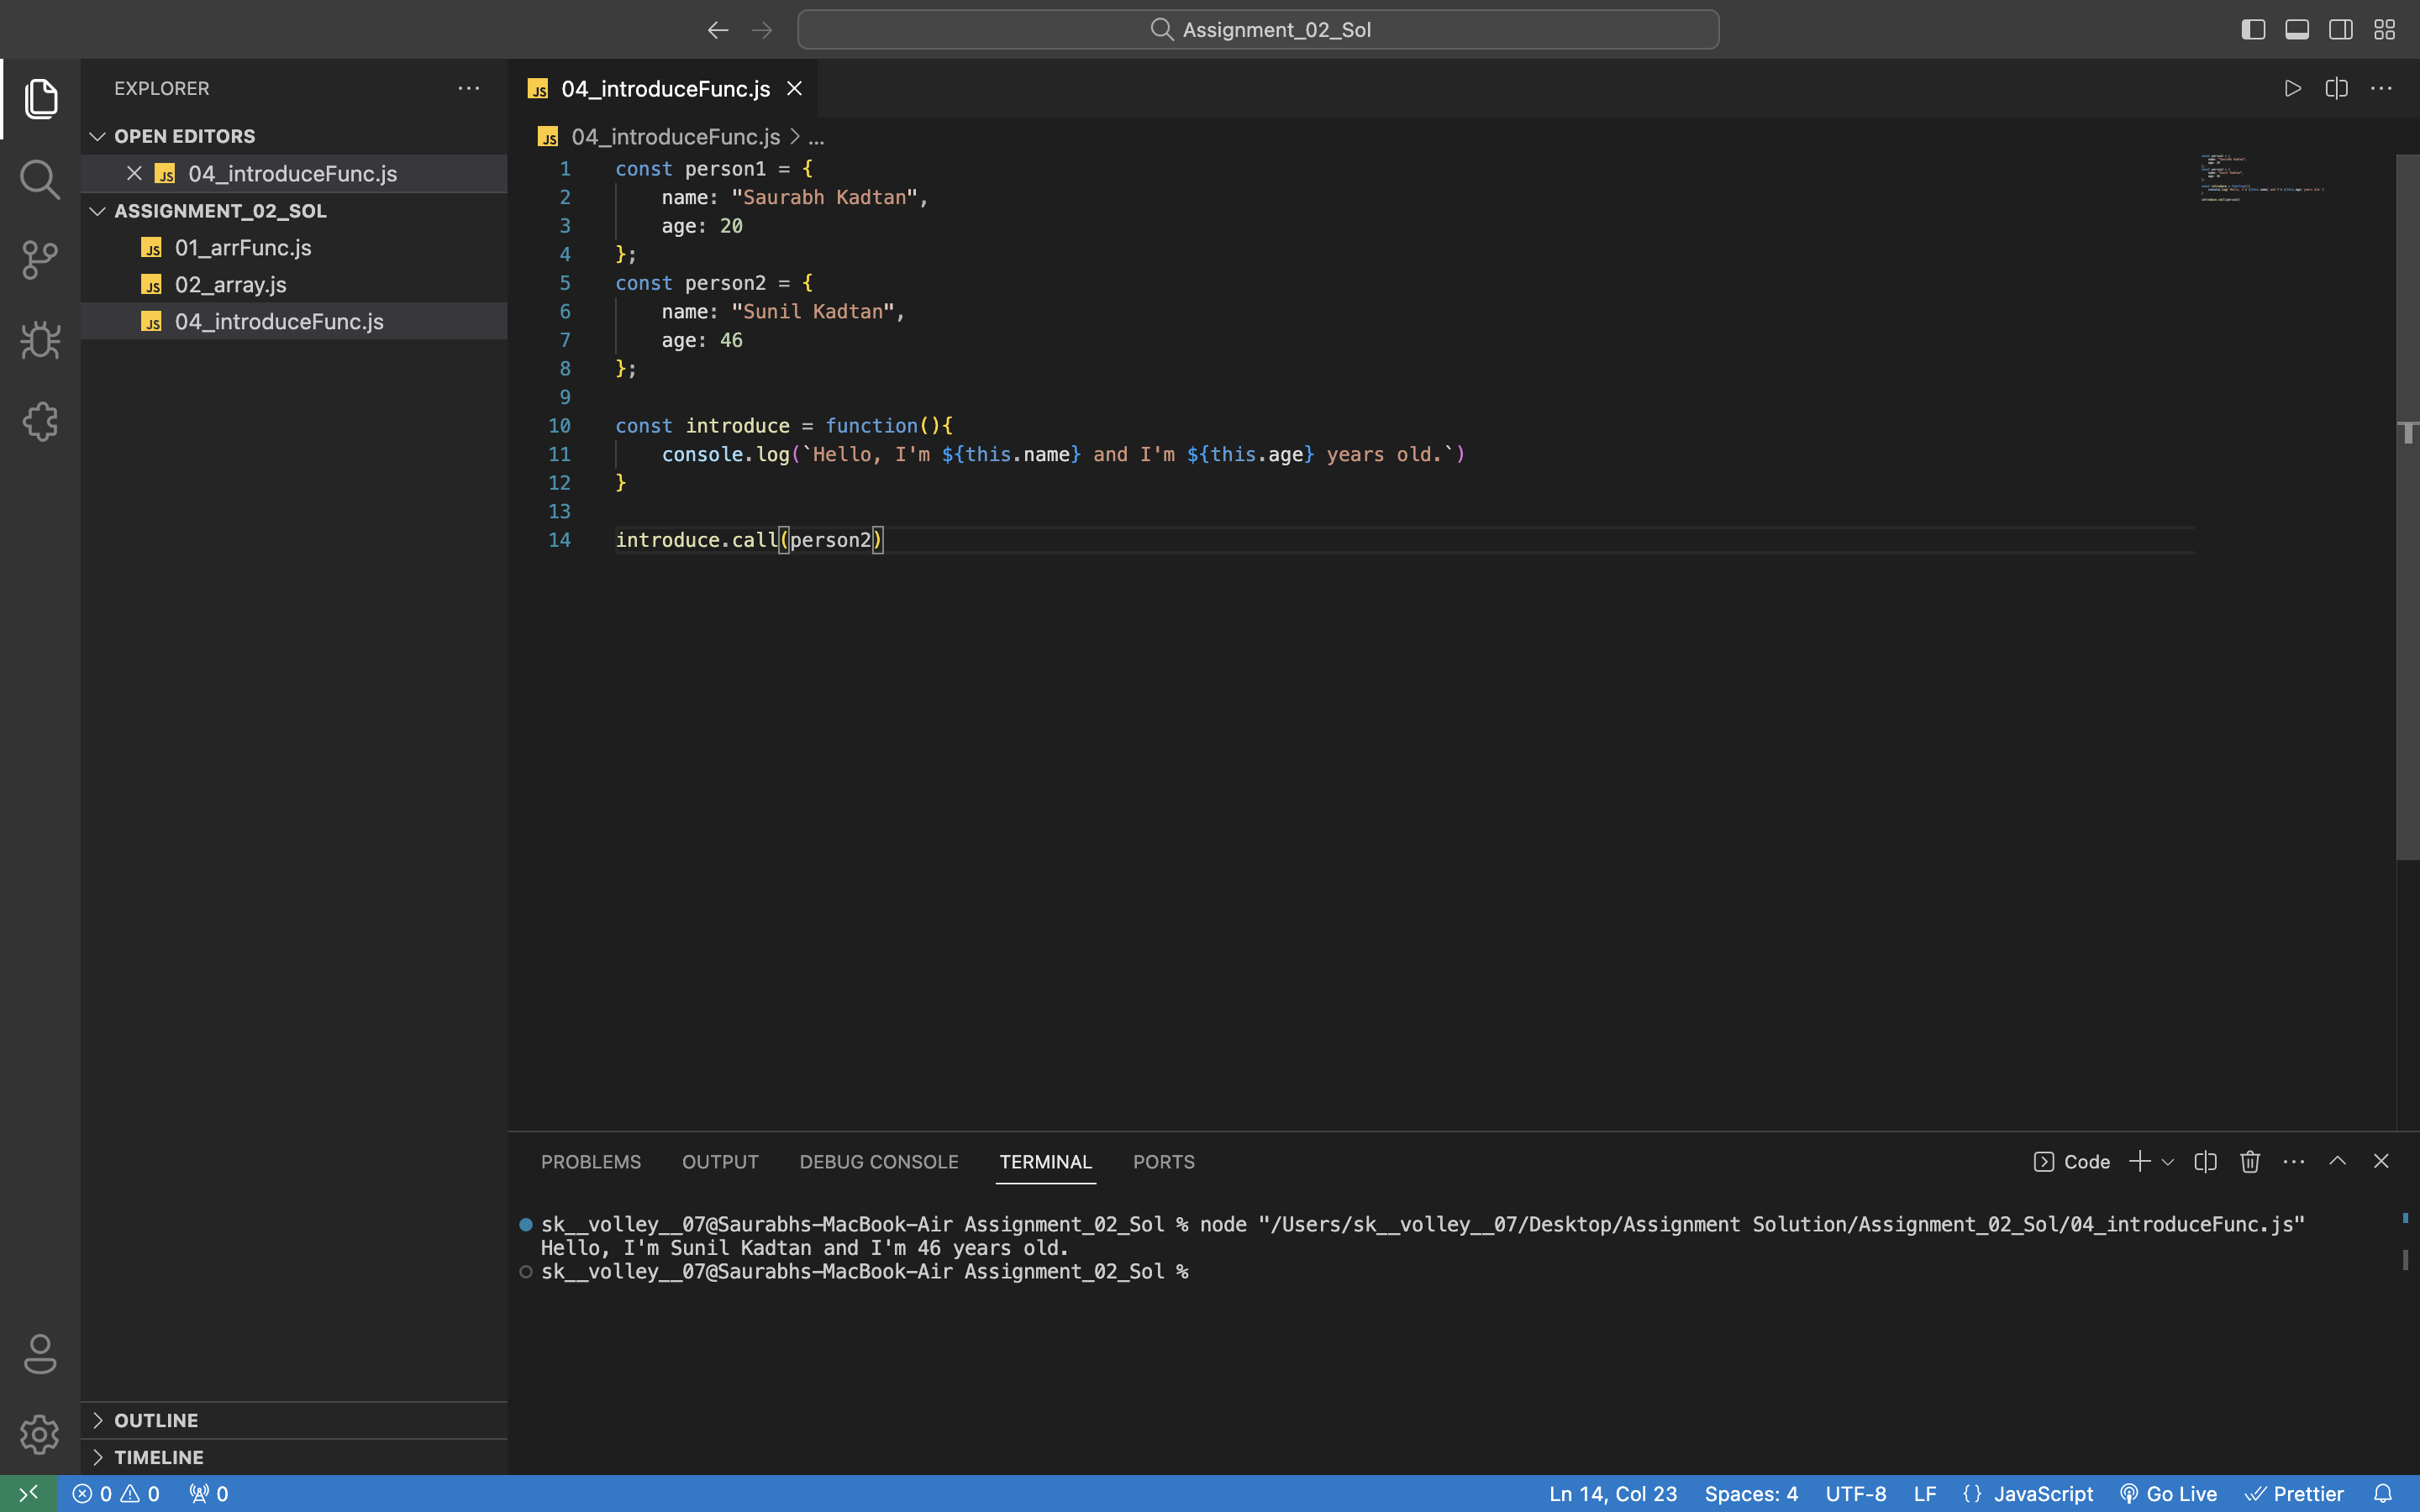 Assignment_02_Sol
EXPLORER
OPEN EDITORS
JS 04_introduceFunc.js
ASSIGNMENT_02_SOL
JS 01_arrFunc.js
JS 02_array.js
JS 04_introduceFunc.js
OUTLINE
TIMELINE
JS 04_introduceFunc.js
JS 04_introduceFunc.js > ...
1 const person1 = {
2 name: "Saurabh Kadtan",
3 age: 20
4 };
5 const person2 = {
6 name: "Sunil Kadtan",
7 age: 46
8 };
9
10 const introduce = function(){
11 console.log(`Hello, I'm ${this.name} and I'm ${this.age} years old.`)
12 }
13
14 introduce.call(person2)
PROBLEMS OUTPUT DEBUG CONSOLE TERMINAL PORTS Code
sk__volley__07@Saurabhs-MacBook-Air Assignment_02_Sol % node "/Users/sk__volley__07/Desktop/Assignment Solution/Assignment_02_Sol/04_introduceFunc.js"
Hello, I'm Sunil Kadtan and I'm 46 years old.
sk__volley__07@Saurabhs-MacBook-Air Assignment_02_Sol %
0 0 0 Ln 14, Col 23 Spaces: 4 UTF-8 LF {} JavaScript Go Live Prettier